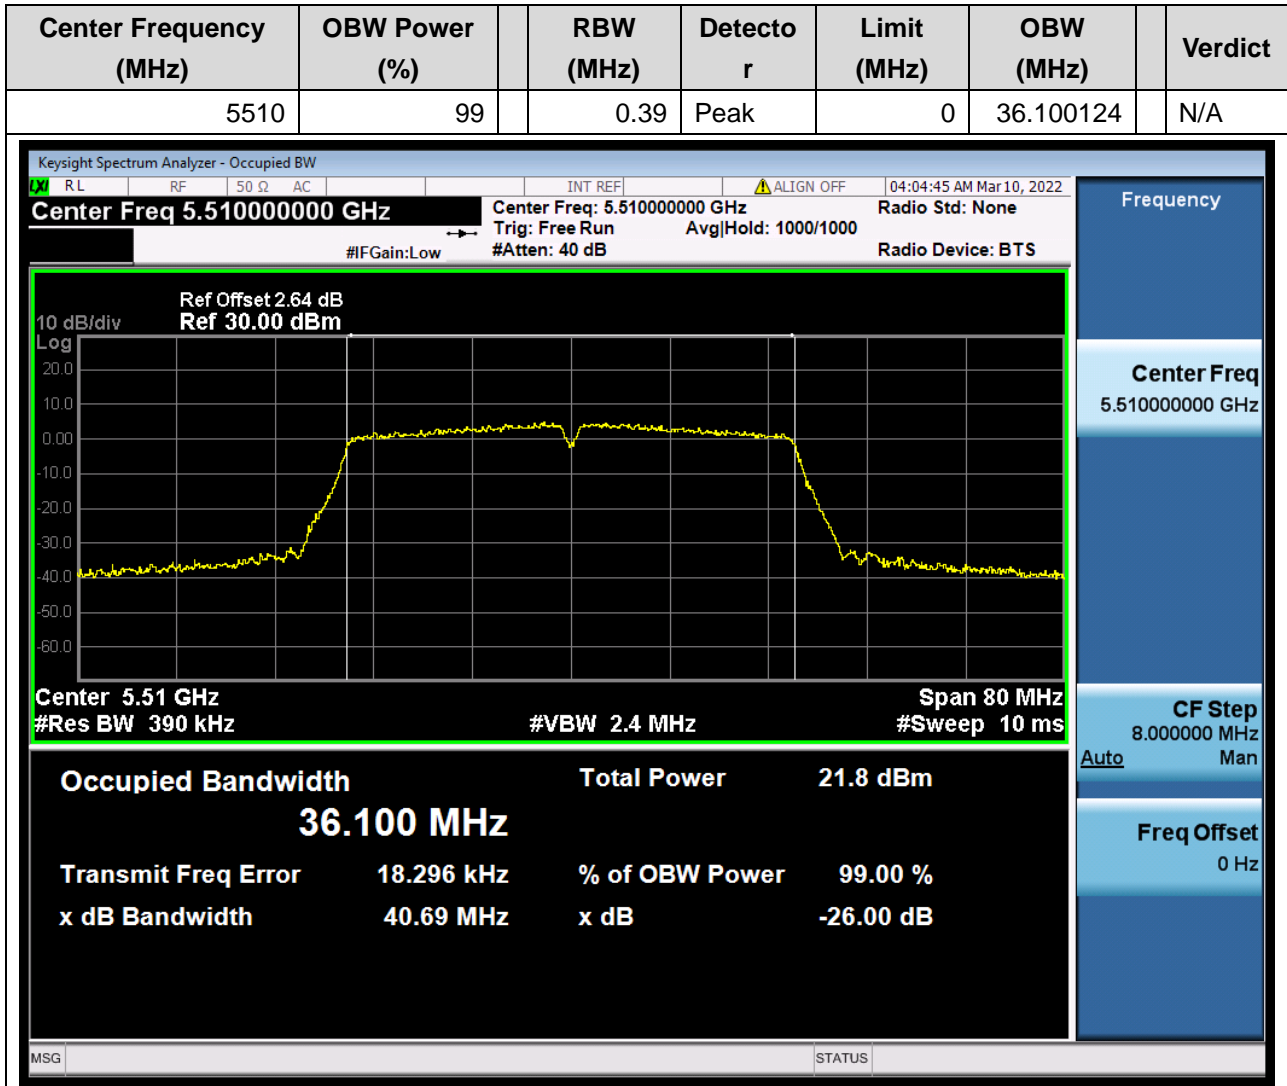 Center Frequency (MHz) OBW Power (%) RBW (MHz) Detecto r Limit (MHz) OBW (MHz) Verdict
5510 99 0.39 Peak 0 36.100124 N/A
Keysight Spectrum Analyzer - Occupied BW
LXI RL RF 50 Ω AC INT REF ALIGN OFF 04:04:45 AM Mar 10, 2022
Center Freq 5.510000000 GHz
Center Freq: 5.510000000 GHz Radio Std: None
Trig: Free Run Avg|Hold: 1000/1000
#IFGain:Low #Atten: 40 dB Radio Device: BTS
Frequency
Ref Offset 2.64 dB
10 dB/div Ref 30.00 dBm
Log
20.0
10.0
0.00
-10.0
-20.0
-30.0
-40.0
-50.0
-60.0
Center 5.51 GHz Span 80 MHz
#Res BW 390 kHz #VBW 2.4 MHz #Sweep 10 ms
Occupied Bandwidth Total Power 21.8 dBm
36.100 MHz
Transmit Freq Error 18.296 kHz % of OBW Power 99.00 %
x dB Bandwidth 40.69 MHz x dB -26.00 dB
Center Freq
5.510000000 GHz
CF Step
8.000000 MHz
Auto Man
Freq Offset
0 Hz
MSG STATUS